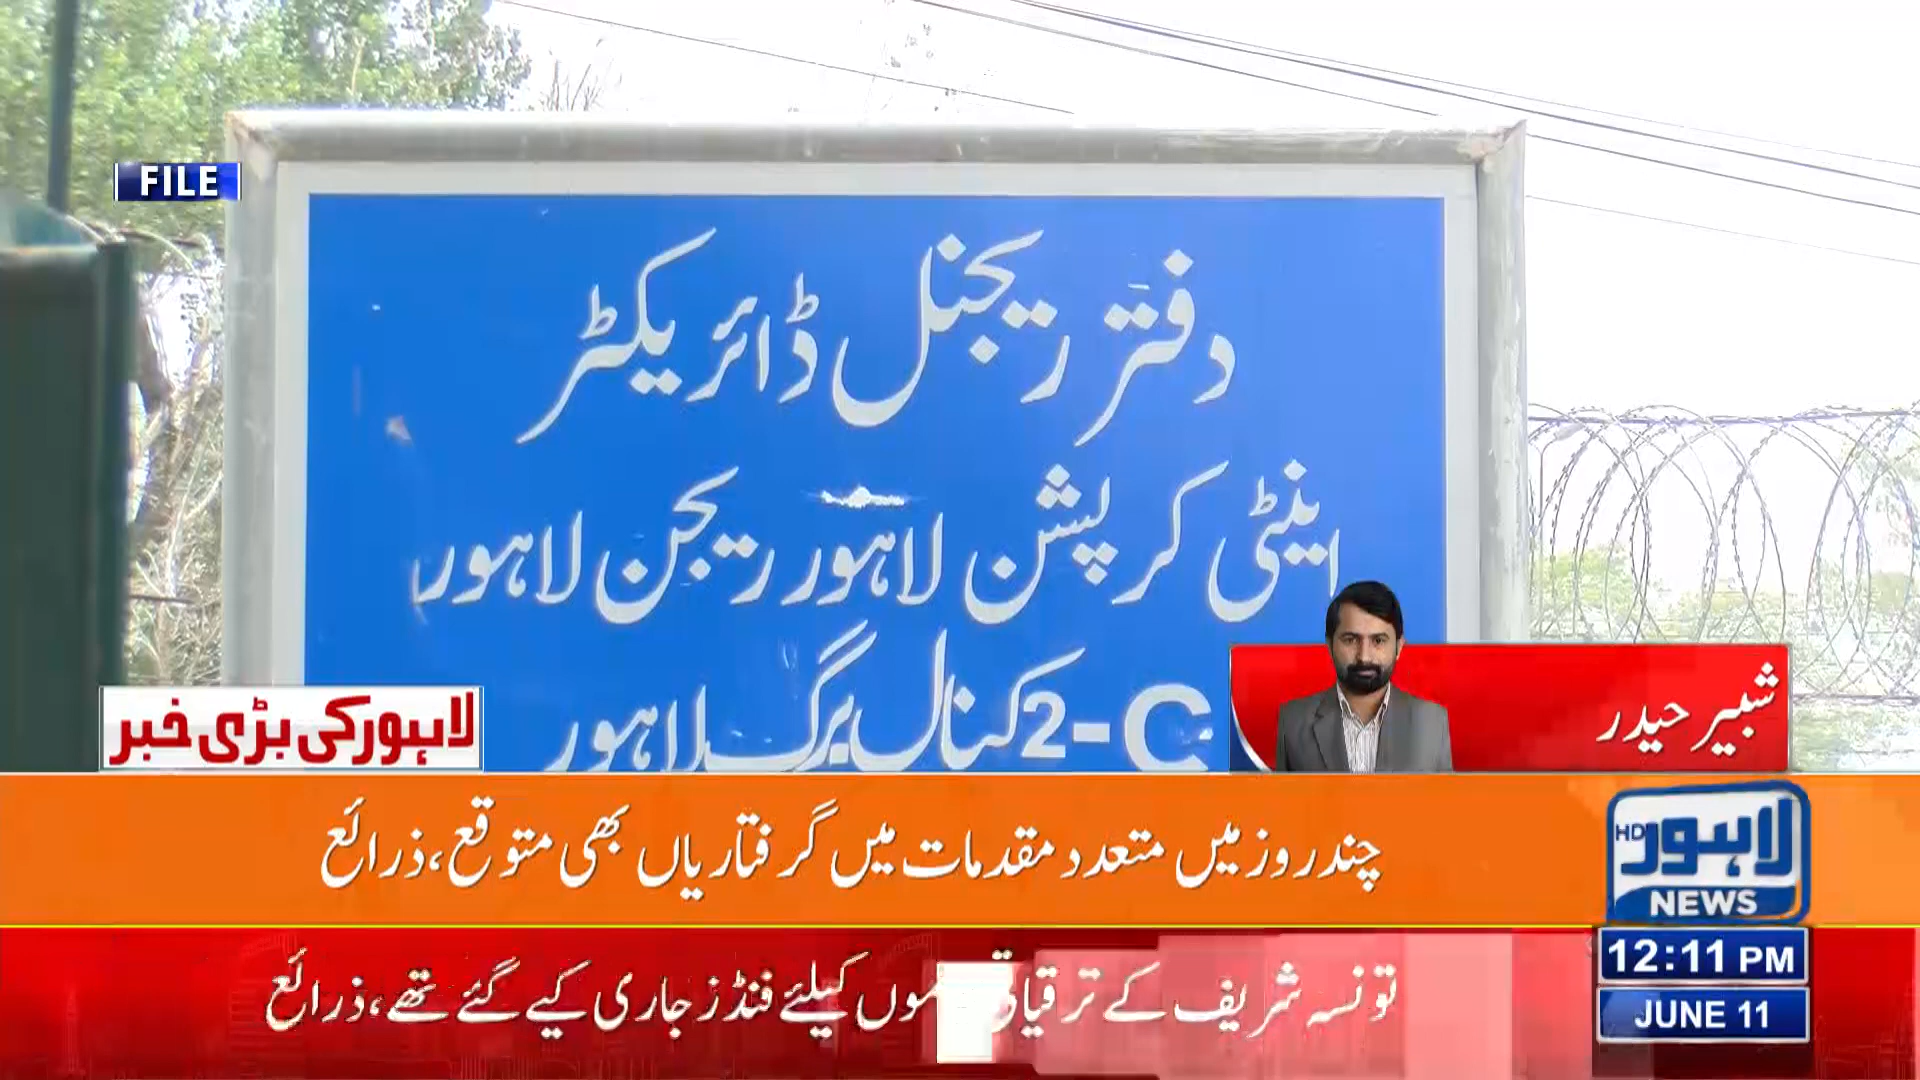 FILE
دفتر ریجنل ڈائریکٹر
اینٹی کرپشن لاہور ریجن لاہور
2-C کنال برگ لاہور
شبیر حیدر
لاہور کی بڑی خبر
چند روز میں متعدد مقدمات میں گرفتاریاں بھی متوقع، ذرائع
لاہور
HD
NEWS
تونسہ شریف کے کیلئے فنڈز جاری کیے گئے تھے، ذرائع
12:11 PM
JUNE 11